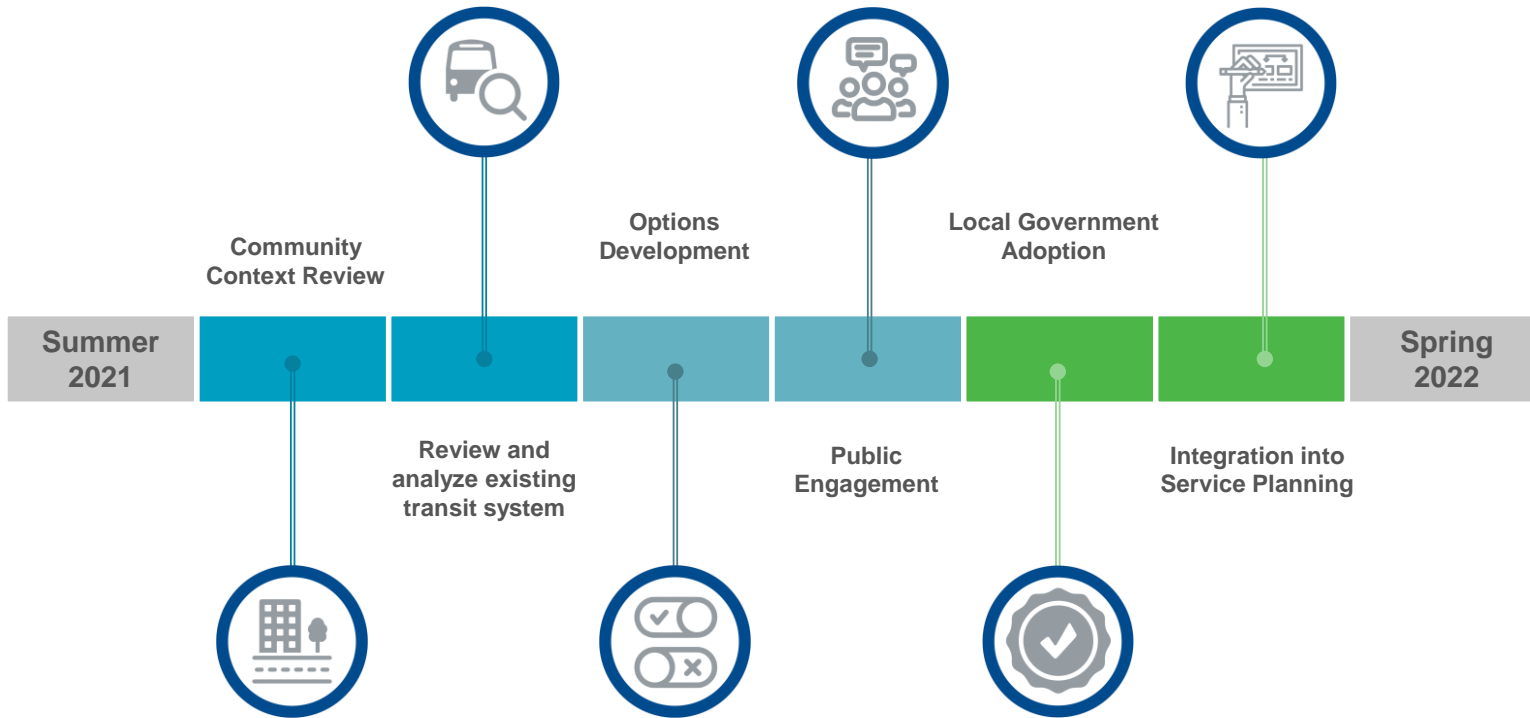 Summer
2021
Community
Context Review
Review and
analyze existing
transit system
Options
Development
Public
Engagement
Local Government
Adoption
Integration into
Service Planning
Spring
2022